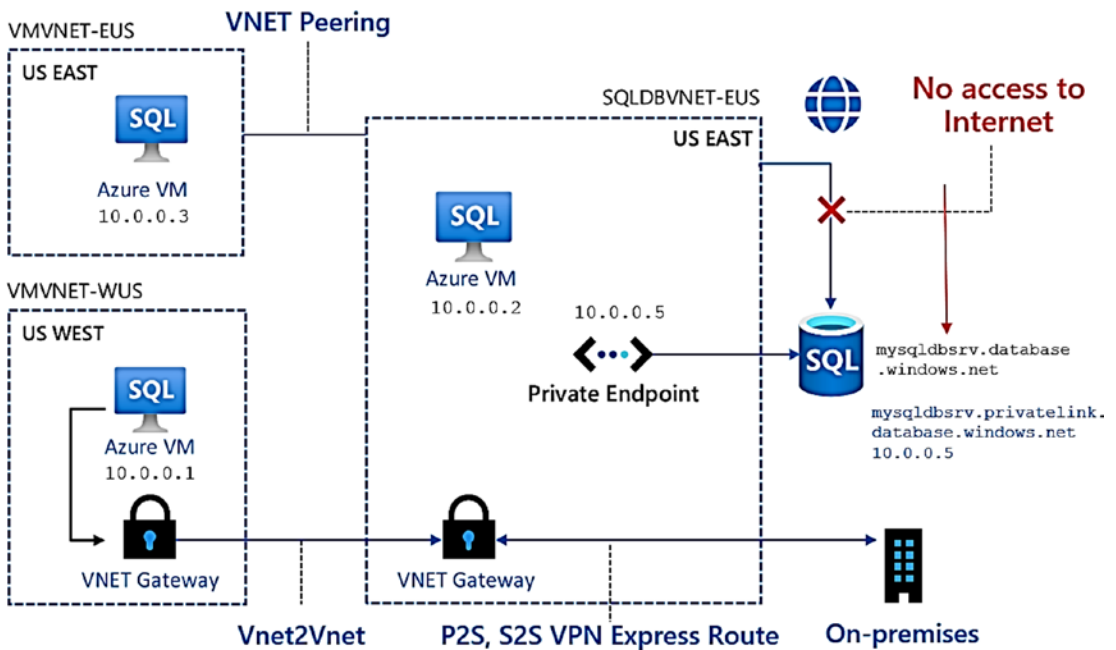 VNET Peering
VMVNET-EUS
US EAST
SQL
Azure VM
10.0.0.3
SQLDBVNET-EUS
US EAST
No access to
Internet
SQL
Azure VM
10.0.0.2
10.0.0.5
Private Endpoint
SQL
mysqldbsrv.database
.windows.net
mysqldbsrv.privatelink.
database.windows.net
10.0.0.5
VMVNET-WUS
US WEST
SQL
Azure VM
10.0.0.1
VNET Gateway
VNET Gateway
Vnet2Vnet
P2S, S2S VPN Express Route
On-premises